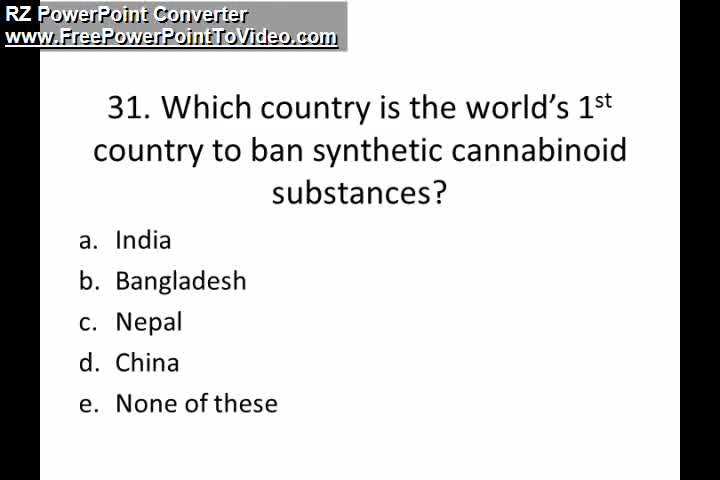 RZ PowerPoint Converter
www.FreePowerPointToVideo.com
31. Which country is the world's 1st
country to ban synthetic cannabinoid
substances?
a. India
b. Bangladesh
c. Nepal
d. China
e. None of these